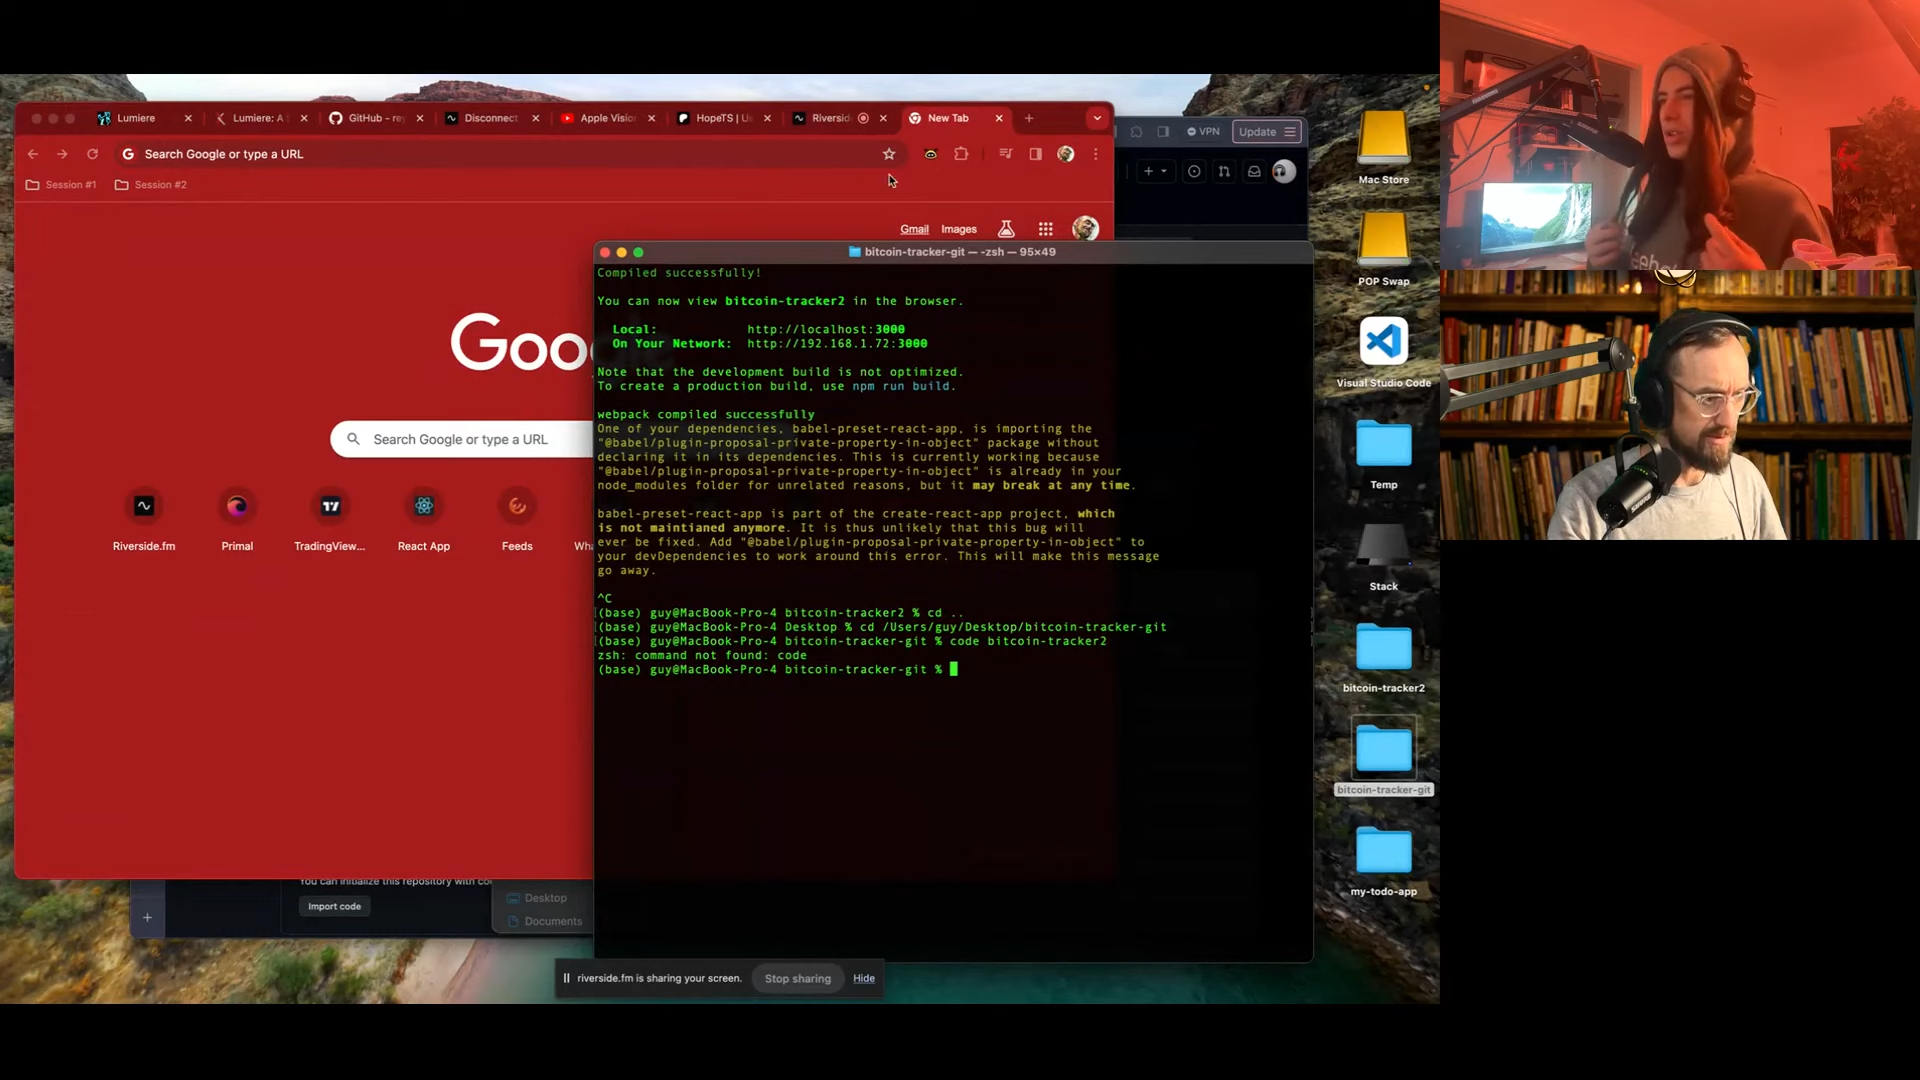 Lumiere
Lumiere: A S
GitHub - re
Disconnect
Apple Visio
HopeTS | U
Riverside
New Tab
Search Google or type a URL
VPN
Update
Session #1
Session #2
Gmail
Images
Goo
Search Google or type a URL
Riverside.fm
Primal
TradingView...
React App
Feeds
bitcoin-tracker-git — -zsh — 95×49
Compiled successfully!
You can now view bitcoin-tracker2 in the browser.
Local: http://localhost:3000
On Your Network: http://192.168.1.72:3000
Note that the development build is not optimized.
To create a production build, use npm run build.
webpack compiled successfully
One of your dependencies, babel-preset-react-app, is importing the
"@babel/plugin-proposal-private-property-in-object" package without
declaring it in its dependencies. This is currently working because
"@babel/plugin-proposal-private-property-in-object" is already in your
node_modules folder for unrelated reasons, but it may break at any time.
babel-preset-react-app is part of the create-react-app project, which
is not maintianed anymore. It is thus unlikely that this bug will
ever be fixed. Add "@babel/plugin-proposal-private-property-in-object" to
your devDependencies to work around this error. This will make this message
go away.
^C
(base) guy@MacBook-Pro-4 bitcoin-tracker2 % cd ..
(base) guy@MacBook-Pro-4 Desktop % cd /Users/guy/Desktop/bitcoin-tracker-git
(base) guy@MacBook-Pro-4 bitcoin-tracker-git % code bitcoin-tracker2
zsh: command not found: code
(base) guy@MacBook-Pro-4 bitcoin-tracker-git %
You can initialize this repository with co
Import code
Desktop
Documents
riverside.fm is sharing your screen.
Stop sharing
Hide
Mac Store
POP Swap
Visual Studio Code
Temp
Stack
bitcoin-tracker2
bitcoin-tracker-git
my-todo-app